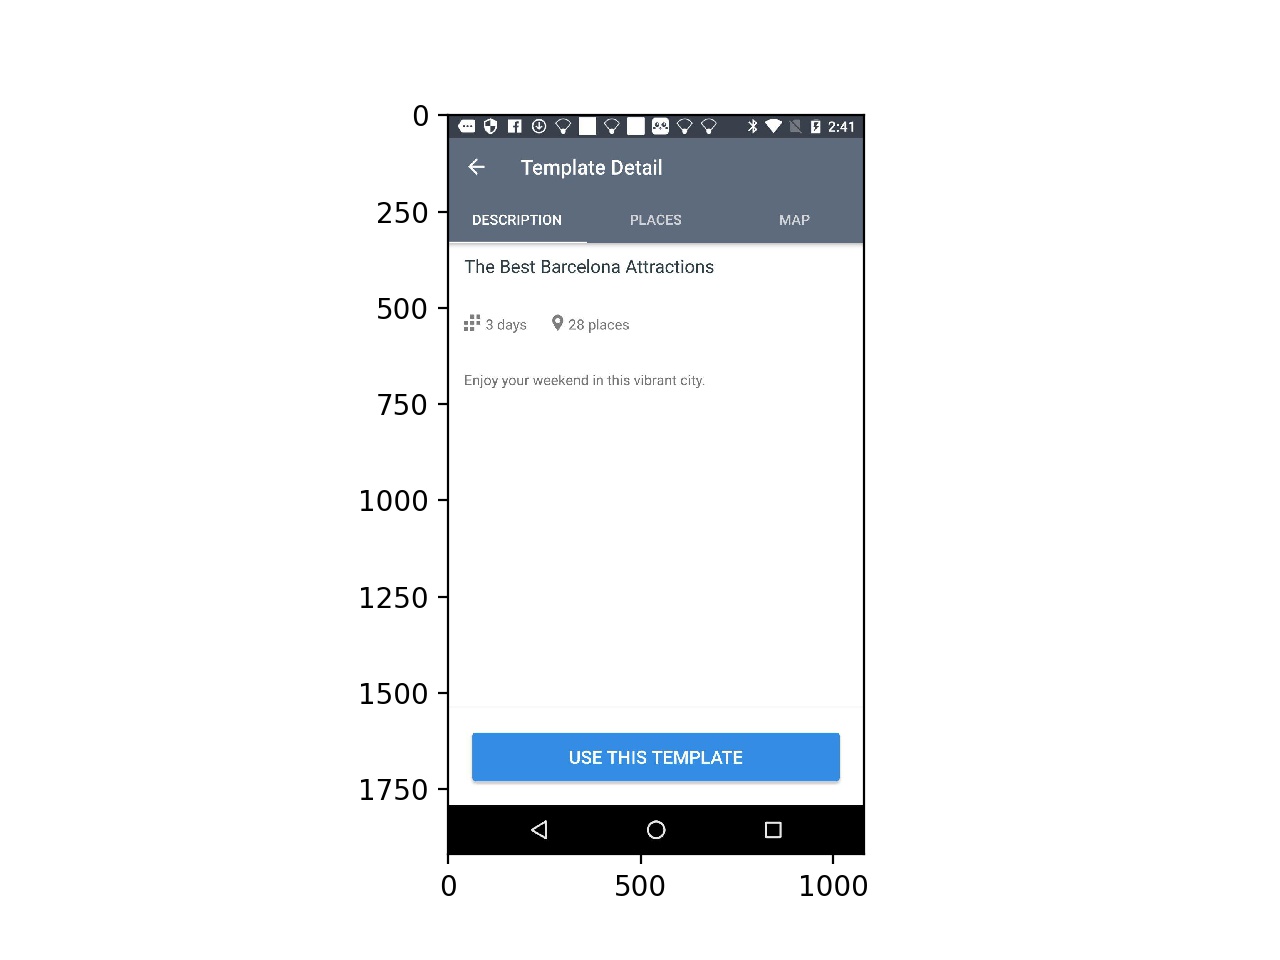 0
250
500
750
1000
1250
1500
1750
2:41
Template Detail
DESCRIPTION PLACES MAP
The Best Barcelona Attractions
3 days 28 places
Enjoy your weekend in this vibrant city.
USE THIS TEMPLATE
0 500 1000